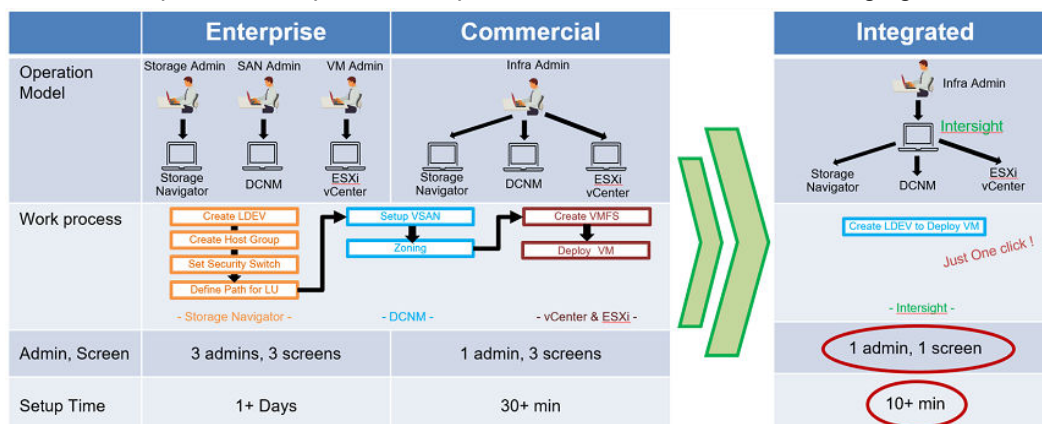 Enterprise
Commercial
Integrated
Operation
Model
Storage Admin SAN Admin VM Admin
Infra Admin
Infra Admin
Intersight
Storage
Navigator
DCNM
ESXi
vCenter
Storage
Navigator
DCNM
ESXi
vCenter
Storage
Navigator
DCNM
ESXi
vCenter
Work process
Create LDEV
Create Host Group
Set Security Switch
Define Path for LU
- Storage Navigator -
Setup VSAN
Zoning
- DCNM -
Create VMFS
Deploy VM
- vCenter & ESXi -
Create LDEV to Deploy VM
Just One click !
- Intersight -
Admin, Screen
3 admins, 3 screens
1 admin, 3 screens
1 admin, 1 screen
Setup Time
1+ Days
30+ min
10+ min